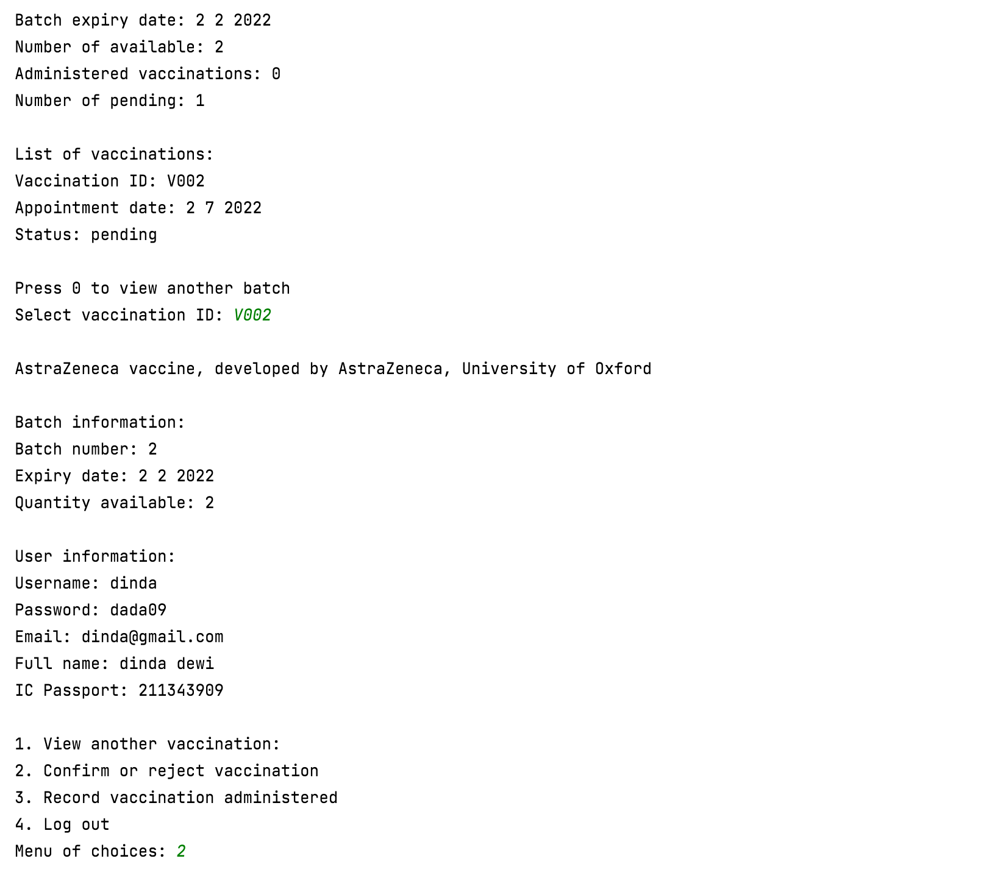 Batch expiry date: 2 2 2022
Number of available: 2
Administered vaccinations: 0
Number of pending: 1
List of vaccinations:
Vaccination ID: V002
Appointment date: 2 7 2022
Status: pending
Press 0 to view another batch
Select vaccination ID: V002
AstraZeneca vaccine, developed by AstraZeneca, University of Oxford
Batch information:
Batch number: 2
Expiry date: 2 2 2022
Quantity available: 2
User information:
Username: dinda
Password: dada09
Email: dinda@gmail.com
Full name: dinda dewi
IC Passport: 211343909
1. View another vaccination:
2. Confirm or reject vaccination
3. Record vaccination administered
4. Log out
Menu of choices: 2